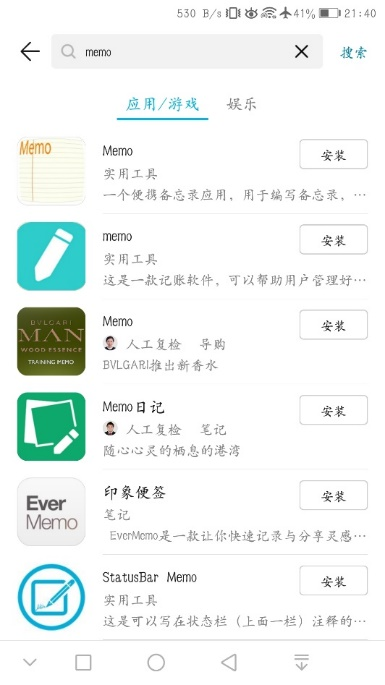 530 B/s 41% 21:40
memo 搜索
应用/游戏 娱乐
Memo
Memo
实用工具
一个便携备忘录应用，用于编写备忘录，…
安装
memo
实用工具
这是一款记账软件，可以帮助用户管理好…
安装
BVLGARI
MAN
WOOD ESSENCE
TRAINING MEMO
Memo
人工复检 导购
BVLGARI推出新香水
安装
Memo日记
人工复检 笔记
随心心灵的栖息的港湾
安装
Ever
Memo
印象便签
笔记
EverMemo是一款让你快速记录与分享灵感…
安装
StatusBar Memo
实用工具
这是可以写在状态栏（上面一栏）注释的…
安装